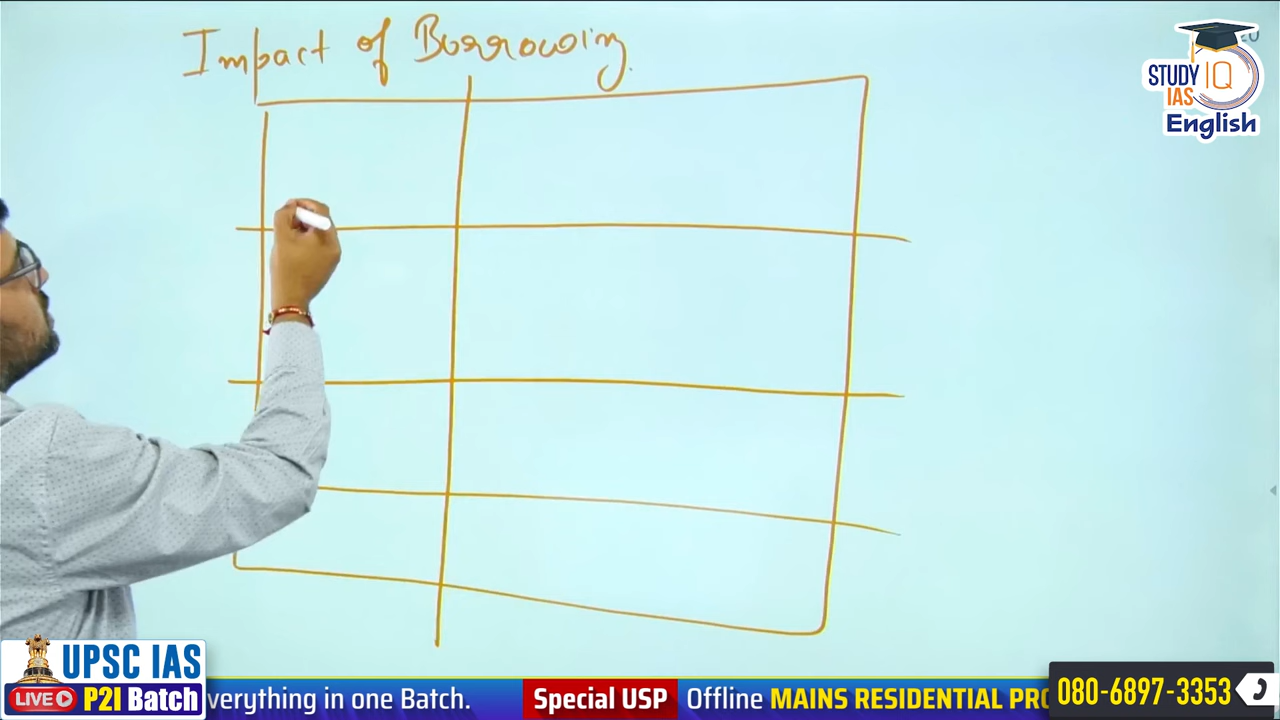 Impact of Borrowing.
STUDY IQ
IAS
English
UPSC IAS
LIVE P2I Batch
verything in one Batch.
Special USP
Offline MAINS RESIDENTIAL PRO
080-6897-3353